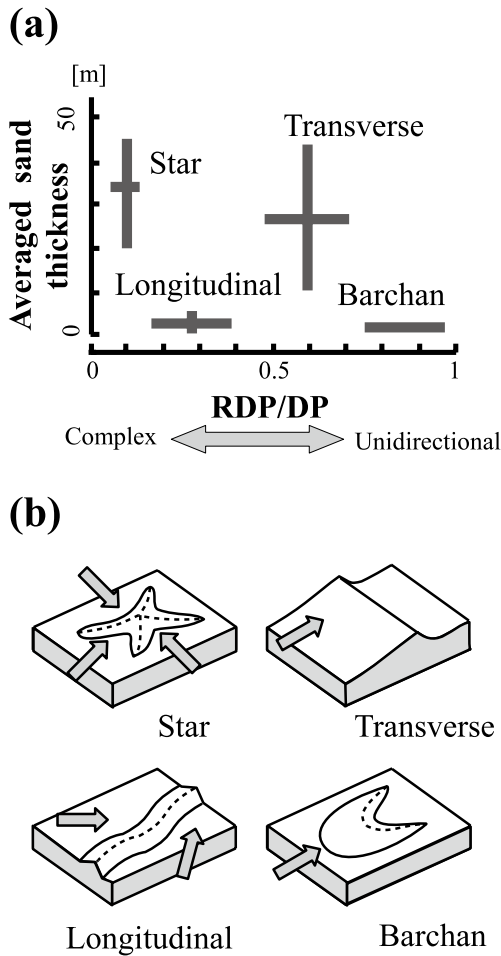 (a)
[m]
50
Transverse
Star
Averaged sand
thickness
Longitudinal
Barchan
0
0
0.5
1
RDP/DP
Complex
Unidirectional
(b)
Star
Transverse
Longitudinal
Barchan